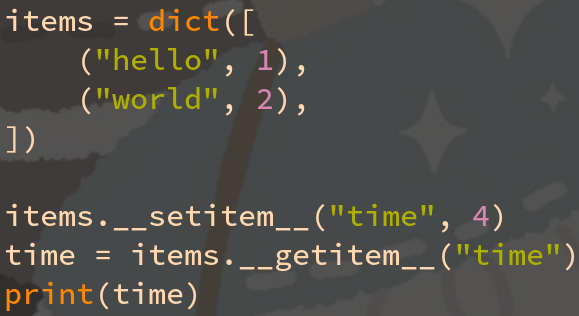 items = dict([
    ("hello", 1),
    ("world", 2),
])

items.__setitem__("time", 4)
time = items.__getitem__("time")
print(time)